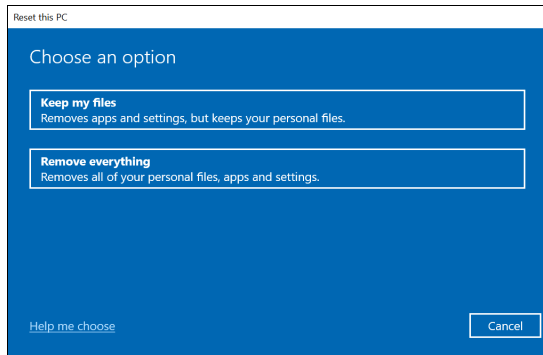 Reset this PC
Choose an option
Keep my files
Removes apps and settings, but keeps your personal files.
Remove everything
Removes all of your personal files, apps and settings.
Help me choose
Cancel